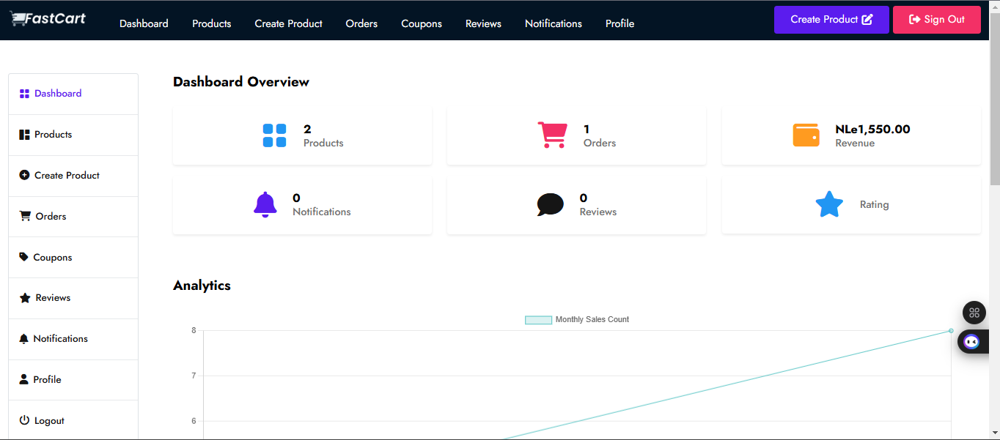 FastCart
Dashboard
Products
Create Product
Orders
Coupons
Reviews
Notifications
Profile
Create Product
Sign Out
Dashboard
Products
Create Product
Orders
Coupons
Reviews
Notifications
Profile
Logout
Dashboard Overview
2
Products
1
Orders
NLe1,550.00
Revenue
0
Notifications
0
Reviews
Rating
Analytics
Monthly Sales Count
8
7
6